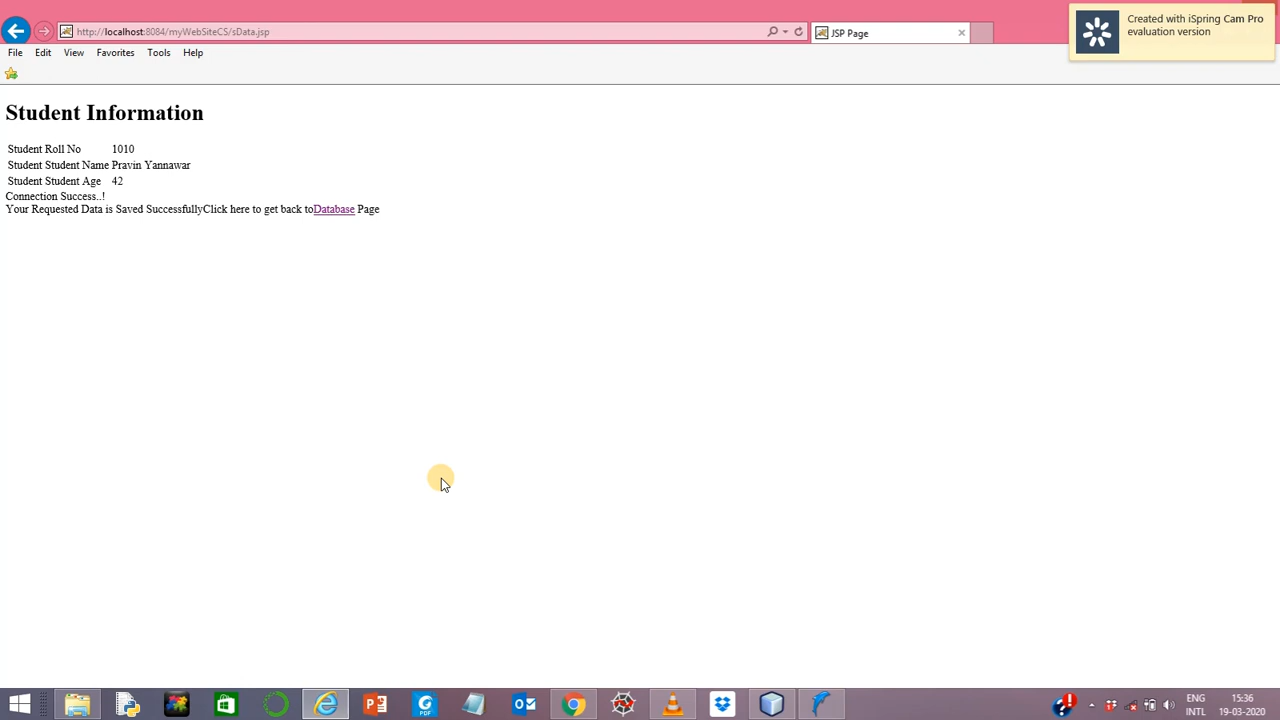 http://localhost:8084/myWebSiteCS/sData.jsp
JSP Page
Created with iSpring Cam Pro
evaluation version
File Edit View Favorites Tools Help
Student Information
Student Roll No 1010
Student Student Name Pravin Yannawar
Student Student Age 42
Connection Success..!
Your Requested Data is Saved SuccessfullyClick here to get back toDatabase Page
PDF
ENG 15:36
INTL 19-03-2020